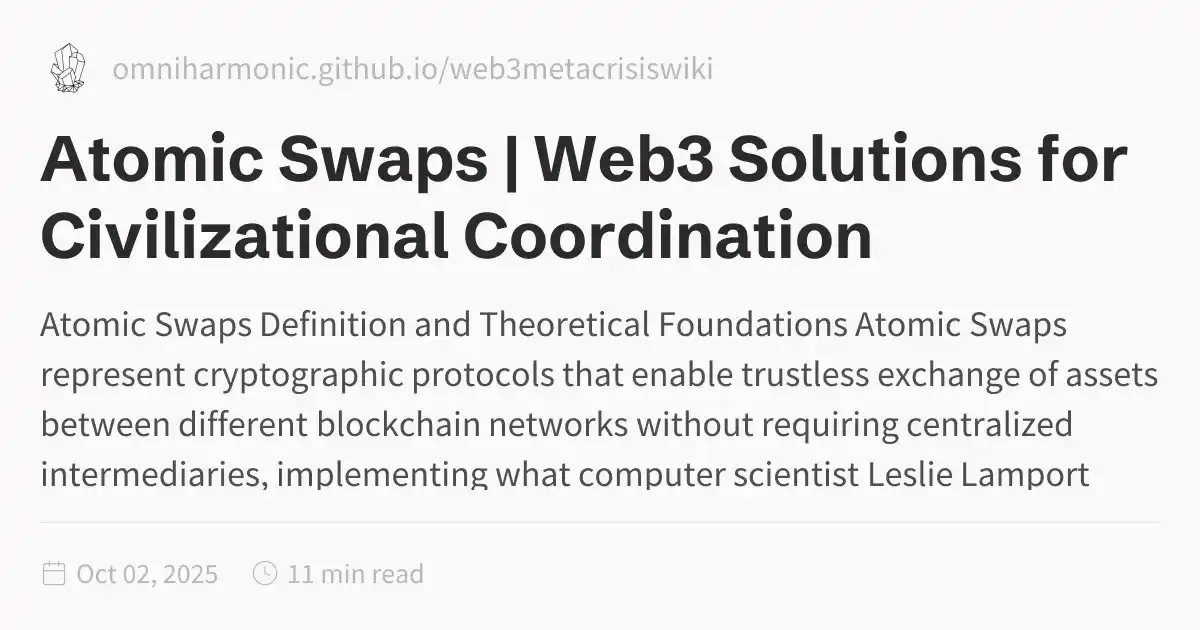 omniharmonic.github.io/web3metacrisiswiki
Atomic Swaps | Web3 Solutions for
Civilizational Coordination
Atomic Swaps Definition and Theoretical Foundations Atomic Swaps
represent cryptographic protocols that enable trustless exchange of assets
between different blockchain networks without requiring centralized
intermediaries, implementing what computer scientist Leslie Lamport
Oct 02, 2025
11 min read